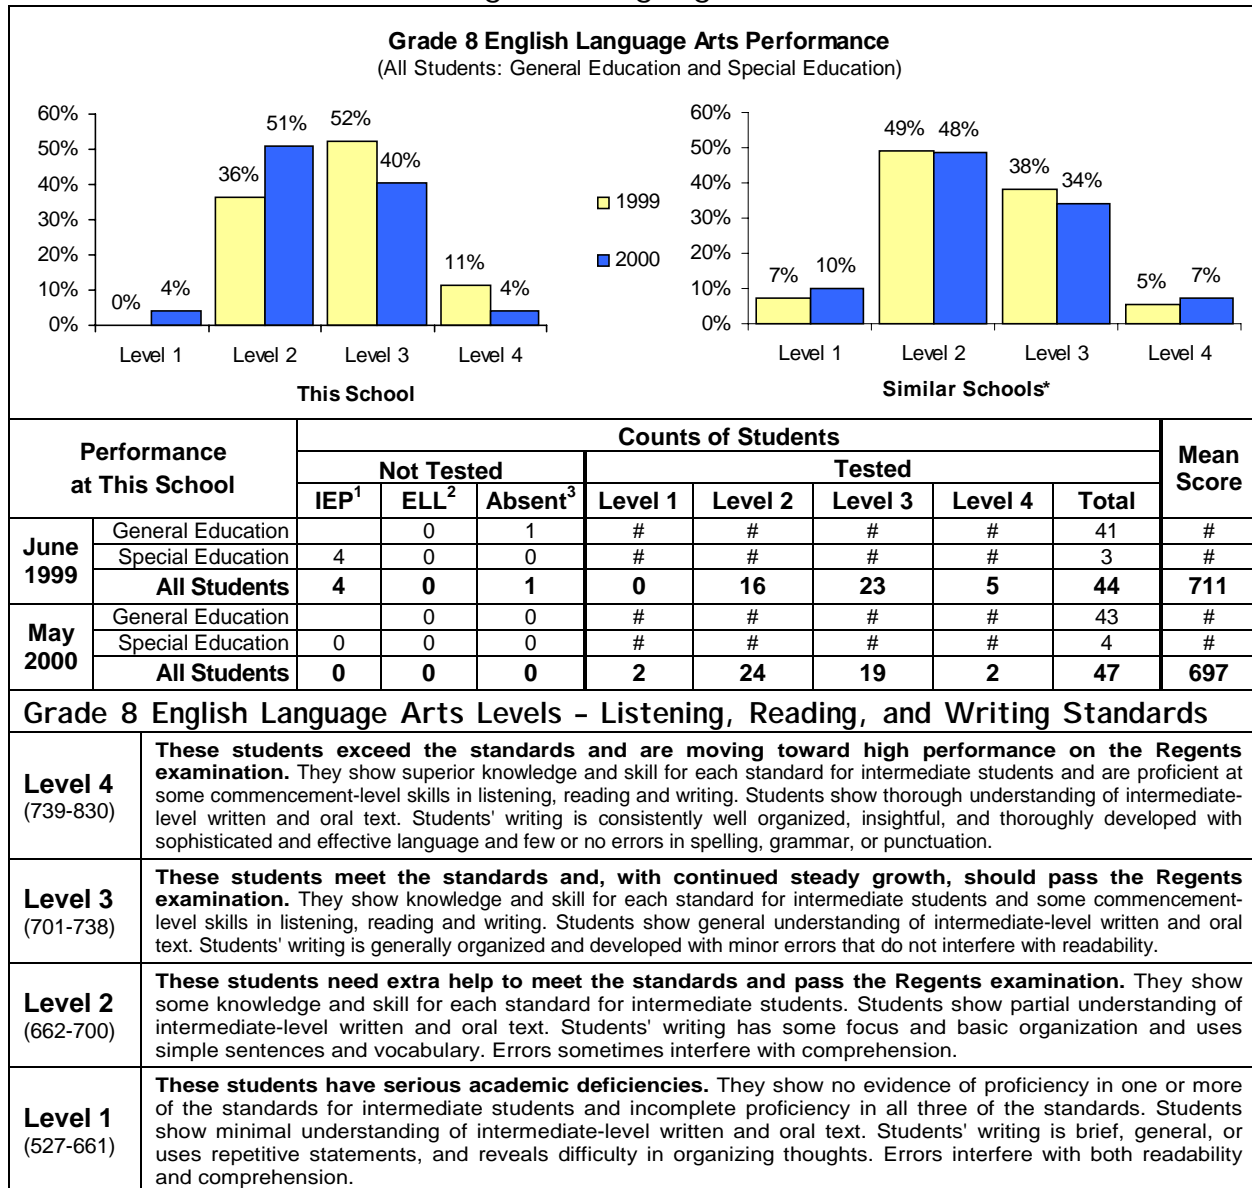 Grade 8 English Language Arts Performance
(All Students: General Education and Special Education)
60%
50%
40%
30%
20%
10%
0%
0%
4%
36%
51%
52%
40%
11%
4%
Level 1
Level 2
Level 3
Level 4
This School
1999
2000
60%
50%
40%
30%
20%
10%
0%
7%
10%
49%
48%
38%
34%
5%
7%
Level 1
Level 2
Level 3
Level 4
Similar Schools*
Performance at This School
Counts of Students
Mean Score
Not Tested
Tested
IEP1 ELL2 Absent3 Level 1 Level 2 Level 3 Level 4 Total
June 1999
General Education 0 1 # # # # 41 #
Special Education 4 0 0 # # # # 3 #
All Students 4 0 1 0 16 23 5 44 711
May 2000
General Education 0 0 # # # # 43 #
Special Education 0 0 0 # # # # 4 #
All Students 0 0 0 2 24 19 2 47 697
Grade 8 English Language Arts Levels – Listening, Reading, and Writing Standards
Level 4
(739-830)
These students exceed the standards and are moving toward high performance on the Regents
examination. They show superior knowledge and skill for each standard for intermediate students and are proficient at
some commencement-level skills in listening, reading and writing. Students show thorough understanding of intermediate-
level written and oral text. Students' writing is consistently well organized, insightful, and thoroughly developed with
sophisticated and effective language and few or no errors in spelling, grammar, or punctuation.
Level 3
(701-738)
These students meet the standards and, with continued steady growth, should pass the Regents
examination. They show knowledge and skill for each standard for intermediate students and some commencement-
level skills in listening, reading and writing. Students show general understanding of intermediate-level written and oral
text. Students' writing is generally organized and developed with minor errors that do not interfere with readability.
Level 2
(662-700)
These students need extra help to meet the standards and pass the Regents examination. They show
some knowledge and skill for each standard for intermediate students. Students show partial understanding of
intermediate-level written and oral text. Students' writing has some focus and basic organization and uses
simple sentences and vocabulary. Errors sometimes interfere with comprehension.
Level 1
(527-661)
These students have serious academic deficiencies. They show no evidence of proficiency in one or more
of the standards for intermediate students and incomplete proficiency in all three of the standards. Students
show minimal understanding of intermediate-level written and oral text. Students' writing is brief, general, or
uses repetitive statements, and reveals difficulty in organizing thoughts. Errors interfere with both readability
and comprehension.